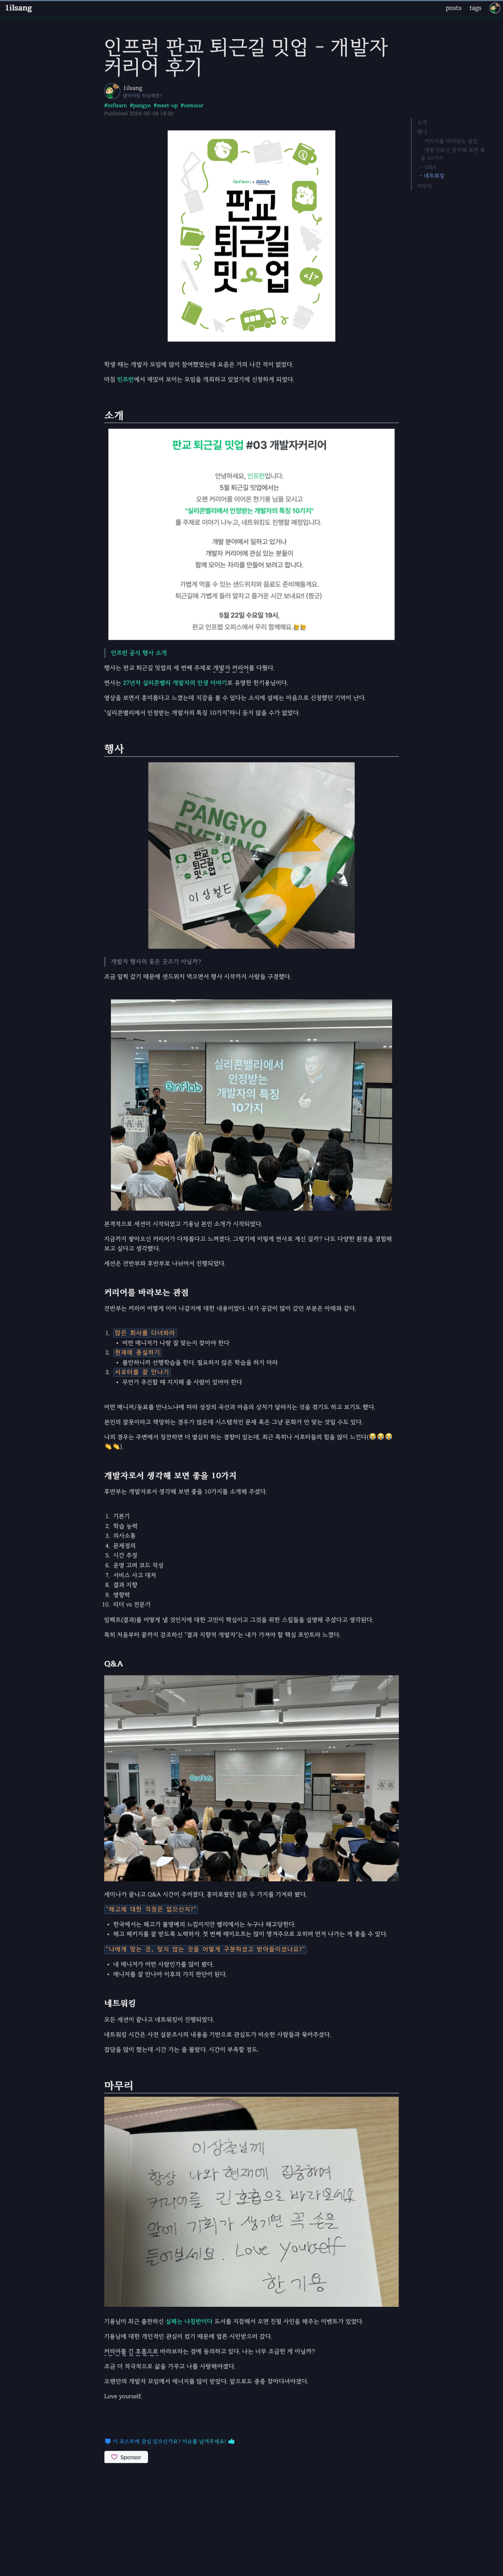 1ilsang
posts tags
인프런 판교 퇴근길 밋업 - 개발자
커리어 후기
1ilsang
클라이밍 하실래염?
#inflearn #pangyo #meet-up #seminar
Published 2024-06-08 18:30
소개
행사
- 커리어를 바라보는 관점
- 개발자로서 생각해 보면 좋
을 10가지
- Q&A
- 네트워킹
마무리
판교
퇴근길
밋업
학생 때는 개발자 모임에 많이 참여했었는데 요즘은 거의 나간 적이 없었다.
마침 인프런에서 재밌어 보이는 모임을 개최하고 있었기에 신청하게 되었다.
소개
판교 퇴근길 밋업 #03 개발자커리어
안녕하세요, 인프런입니다.
5월 퇴근길 밋업에서는
오랜 커리어를 이어온 한기용 님을 모시고
"실리콘밸리에서 인정받는 개발자의 특징 10가지"
를 주제로 이야기 나누고, 네트워킹도 진행할 예정입니다.
개발 분야에서 일하고 있거나
개발자 커리어에 관심 있는 분들이
함께 모이는 자리를 만들어 보려고 합니다.
가볍게 먹을 수 있는 샌드위치와 음료도 준비해둘게요.
퇴근길에 가볍게 들러 알차고 즐거운 시간 보내요!! (찡긋)
5월 22일 수요일 19시,
판교 인프랩 오피스에서 우리 함께해요.🙋🙋
인프런 공식 행사 소개
행사는 판교 퇴근길 밋업의 세 번째 주제로 개발자 커리어를 다뤘다.
연사는 27년차 실리콘밸리 개발자의 인생 이야기로 유명한 한기용님이다.
영상을 보면서 흥미롭다고 느꼈는데 직강을 볼 수 있다는 소식에 설레는 마음으로 신청했던 기억이 난다.
"실리콘밸리에서 인정받는 개발자의 특징 10가지"라니 듣지 않을 수가 없었다.
행사
PANGYO
EVENING
판교
퇴근길
밋업
이상철E
개발자 행사의 꽃은 굿즈가 아닐까?
조금 일찍 갔기 때문에 샌드위치 먹으면서 행사 시작까지 사람들 구경했다.
inflab
실리콘밸리에서
인정받는
개발자의 특징
10가지
본격적으로 세션이 시작되었고 기용님 본인 소개가 시작되었다.
지금까지 쌓아오신 커리어가 다채롭다고 느껴졌다. 그렇기에 이렇게 연사로 계신 걸까? 나도 다양한 환경을 경험해
보고 싶다고 생각했다.
세션은 전반부와 후반부로 나뉘어서 진행되었다.
커리어를 바라보는 관점
전반부는 커리어 어떻게 이어 나갈지에 대한 내용이었다. 내가 공감이 많이 갔던 부분은 아래와 같다.
1. 많은 회사를 다녀봐라
• 어떤 매니저가 나랑 잘 맞는지 찾아야 한다
2. 현재에 충실하기
• 불안하니까 선행학습을 한다. 필요하지 않은 학습을 하지 마라
3. 서포터를 잘 만나기
• 무언가 추진할 때 지지해 줄 사람이 있어야 한다
어떤 매니저/동료를 만나느냐에 따라 성장의 곡선과 마음의 상처가 달라지는 것을 겪기도 하고 보기도 했다.
본인의 잘못이라고 책망하는 경우가 많은데 시스템적인 문제 혹은 그냥 문화가 안 맞는 것일 수도 있다.
나의 경우는 주변에서 칭찬하면 더 열심히 하는 경향이 있는데, 최근 특히나 서포터들의 힘을 많이 느낀다(😂😂😂
👏👏).
개발자로서 생각해 보면 좋을 10가지
후반부는 개발자로서 생각해 보면 좋을 10가지를 소개해 주셨다.
1. 기본기
2. 학습 능력
3. 의사소통
4. 문제정의
5. 시간 추정
6. 운영 고려 코드 작성
7. 서비스 사고 대처
8. 결과 지향
9. 영향력
10. 리더 vs 전문가
임팩트(결과)를 어떻게 낼 것인지에 대한 고민이 핵심이고 그것을 위한 스킬들을 설명해 주셨다고 생각된다.
특히 처음부터 끝까지 강조하신 "결과 지향적 개발자"는 내가 가져야 할 핵심 포인트라 느꼈다.
Q&A
inflab
세미나가 끝나고 Q&A 시간이 주어졌다. 흥미로웠던 질문 두 가지를 가져와 봤다.
"해고에 대한 걱정은 없으신지?"
• 한국에서는 해고가 불명예의 느낌이지만 밸리에서는 누구나 해고당한다.
• 해고 패키지를 잘 받도록 노력하자. 첫 번째 레이오프는 많이 챙겨주므로 오히려 먼저 나가는 게 좋을 수 있다.
"나에게 맞는 것, 맞지 않는 것을 어떻게 구분하셨고 받아들이셨나요?"
• 내 매니저가 어떤 사람인가를 많이 봤다.
• 매니저를 잘 만나야 이후의 가치 판단이 된다.
네트워킹
모든 세션이 끝나고 네트워킹이 진행되었다.
네트워킹 시간은 사전 설문조사의 내용을 기반으로 관심도가 비슷한 사람들과 묶어주셨다.
잡담을 많이 했는데 시간 가는 줄 몰랐다. 시간이 부족할 정도.
마무리
이상철님께
항상 나와 현재에 집중하며
커리어를 긴 호흡으로 바라보세요.
앞에 기회가 생기면 꼭 손을
들어보세요. Love yourself
한기용
기용님이 최근 출판하신 실패는 나침반이다 도서를 지참해서 오면 친필 사인을 해주는 이벤트가 있었다.
기용님에 대한 개인적인 관심이 컸기 때문에 얼른 사인받으러 갔다.
커리어를 긴 호흡으로 바라보라는 점에 동의하고 있다. 나는 너무 조급한 게 아닐까?
조금 더 적극적으로 삶을 가꾸고 나를 사랑해야겠다.
오랜만의 개발자 모임에서 에너지를 많이 받았다. 앞으로도 종종 찾아다녀야겠다.
Love yourself.
이 포스트에 관심 있으신가요? 이슈를 남겨주세요!
Sponsor